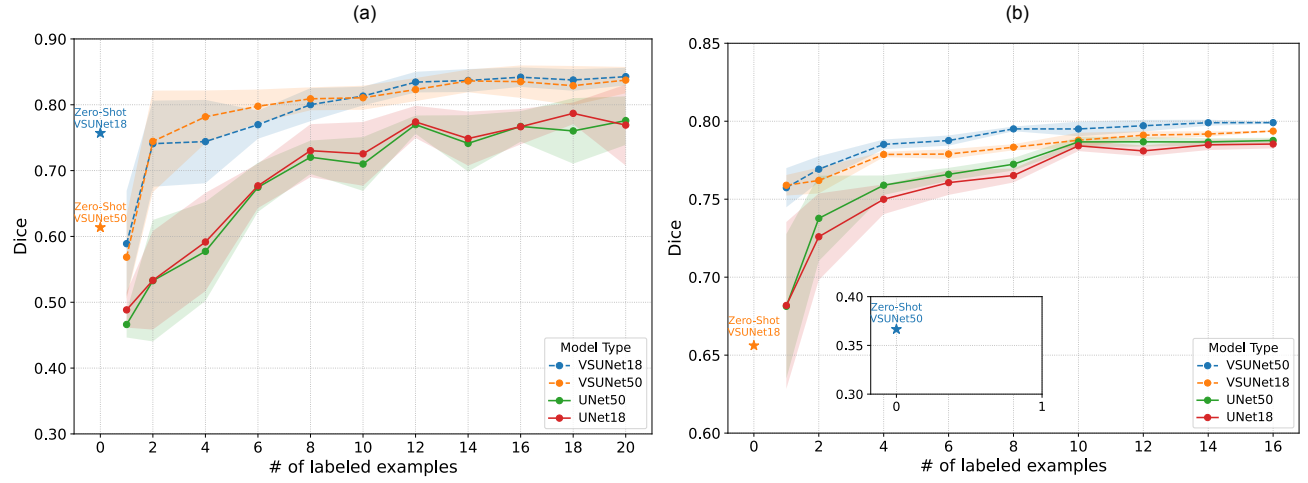 (a)
0.90
0.80
0.70
0.60
0.50
0.40
0.30
Dice
Zero-Shot
VSUNet18
Zero-Shot
VSUNet50
Model Type
VSUNet18
VSUNet50
UNet50
UNet18
0 2 4 6 8 10 12 14 16 18 20
# of labeled examples
(b)
0.85
0.80
0.75
0.70
0.65
0.60
Dice
Zero-Shot
VSUNet18
0.40
0.35
0.30
Zero-Shot
VSUNet50
0 1
Model Type
VSUNet50
VSUNet18
UNet50
UNet18
0 2 4 6 8 10 12 14 16
# of labeled examples